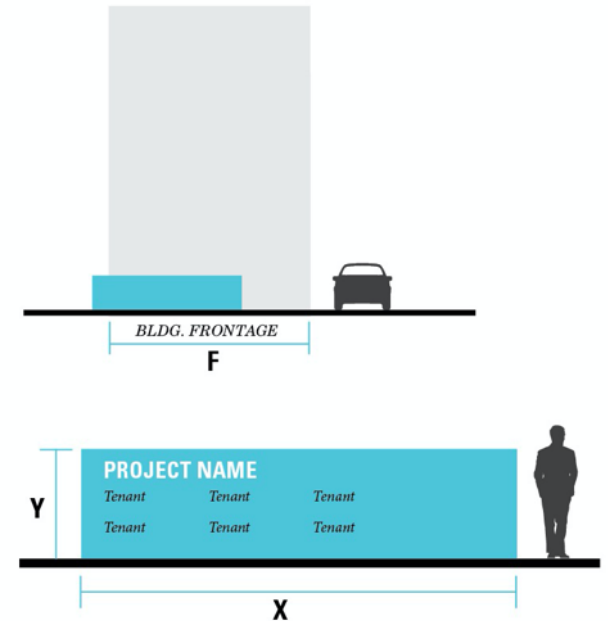 BLDG. FRONTAGE
F
PROJECT NAME
Tenant Tenant Tenant
Y
Tenant Tenant Tenant
X